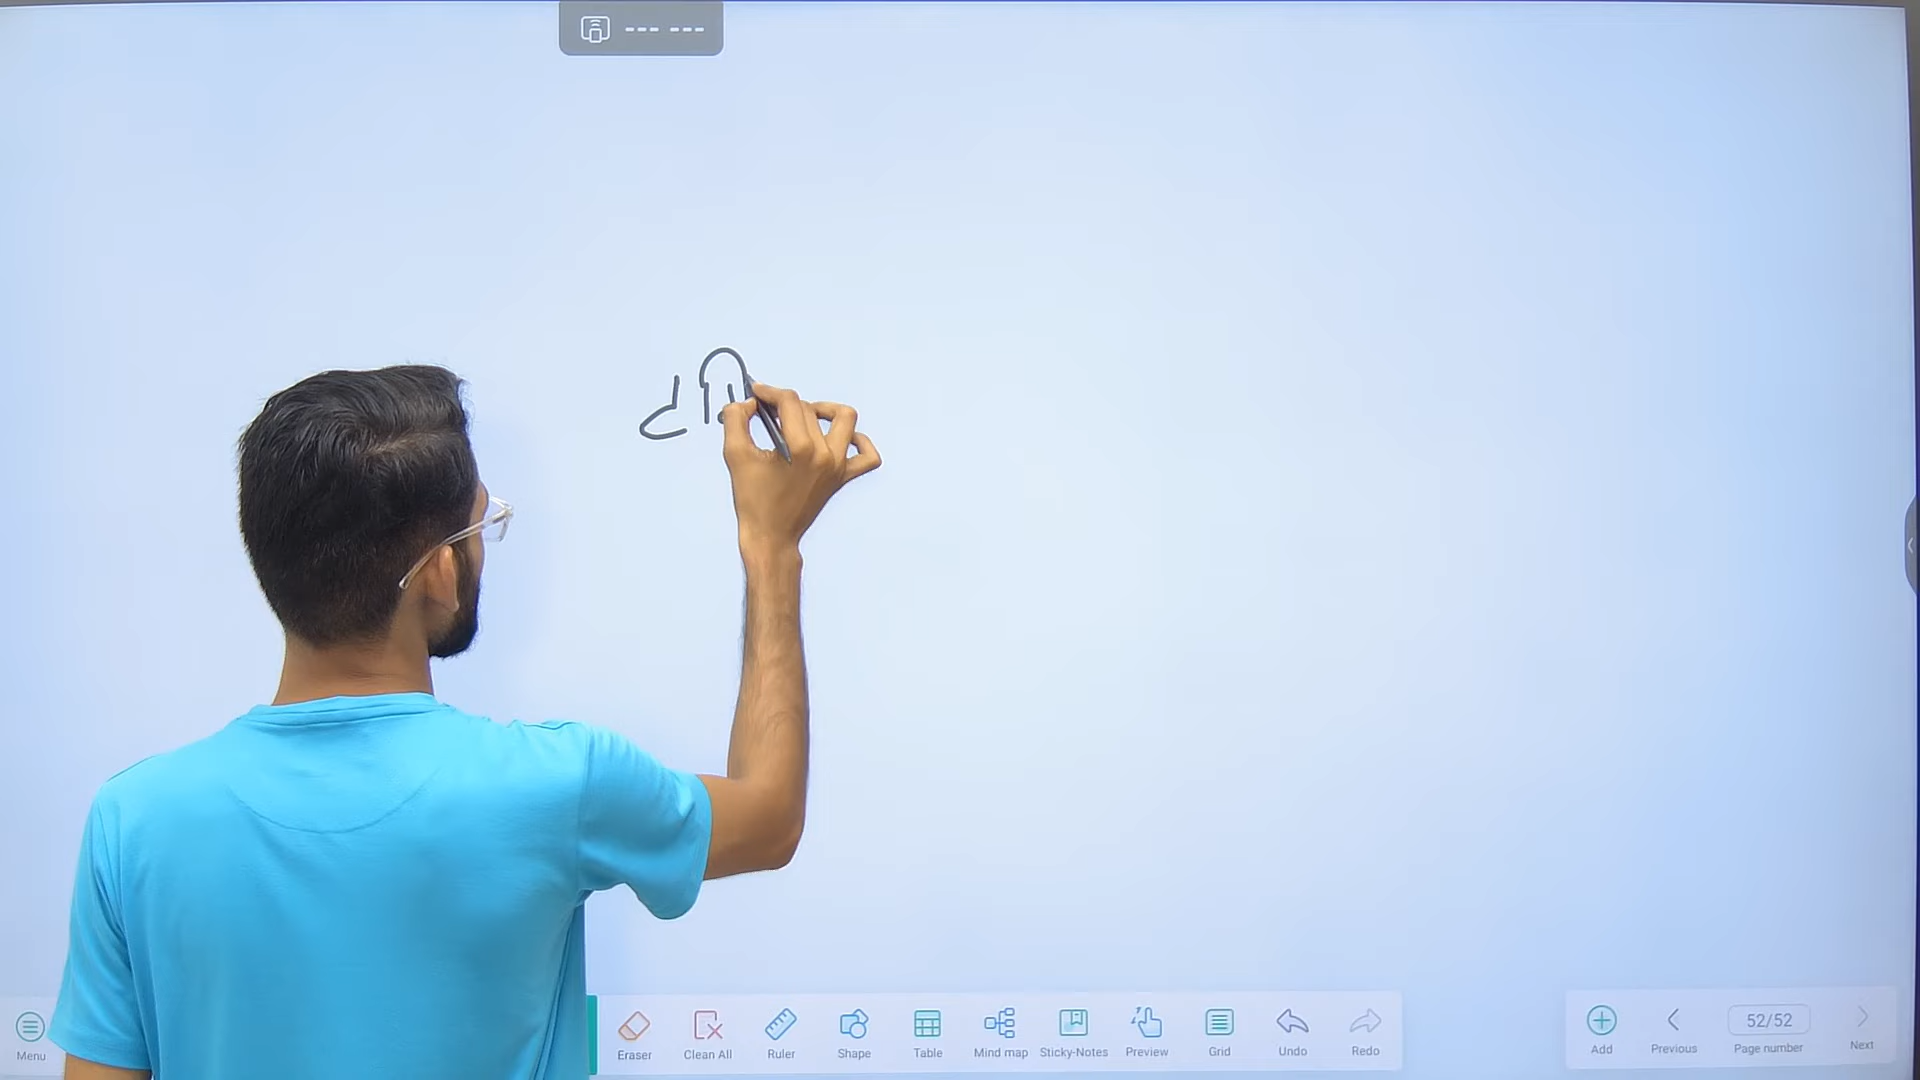 --- ---
Menu
Eraser
Clean All
Ruler
Shape
Table
Mind map
Sticky-Notes
Preview
Grid
Undo
Redo
Add
Previous
52/52
Page number
Next